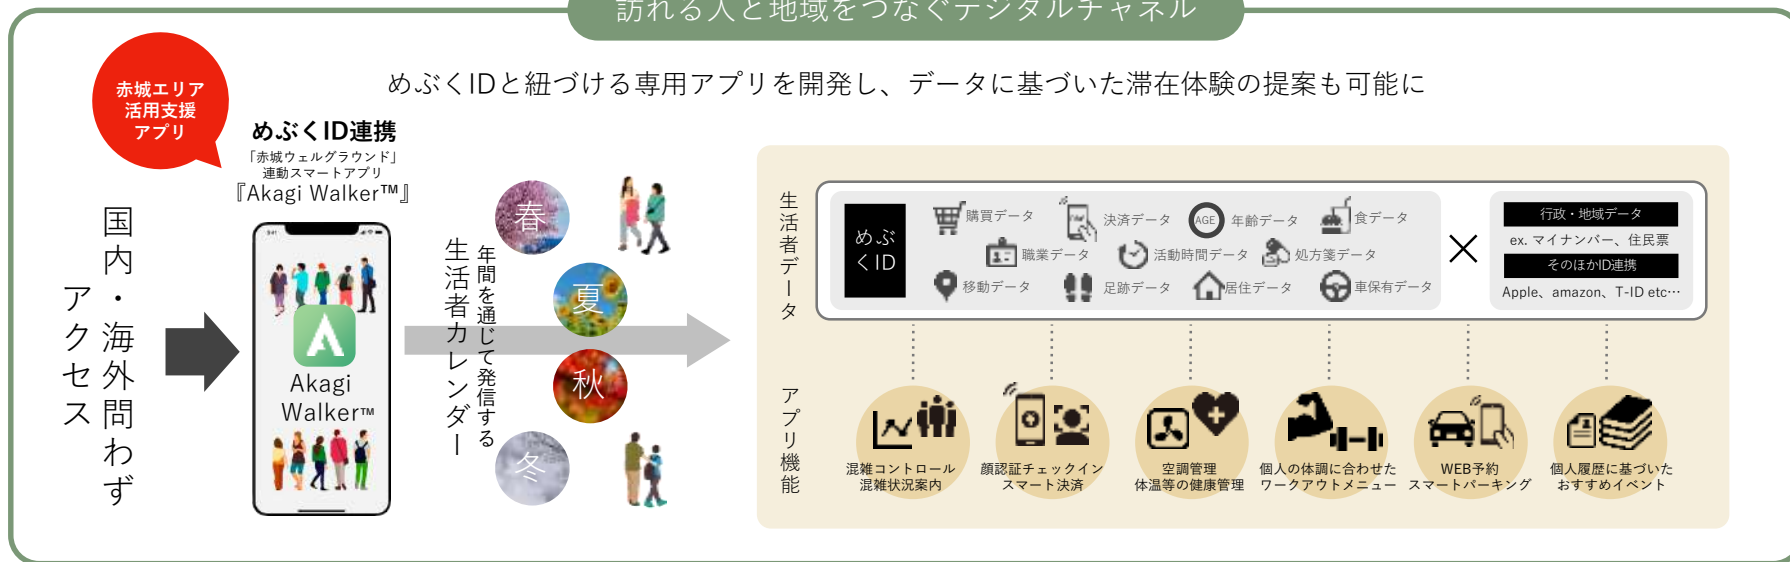 訪れる人と地域をつなぐデジタルチャネル
めぶくIDと紐づける専用アプリを開発し、データに基づいた滞在体験の提案も可能に
赤城エリア
活用支援
アプリ
めぶくID連携
「赤城ウェルグラウンド」
連動スマートアプリ
『Akagi Walker™』
国内・海外問わず
アクセス
9:41
Akagi
Walker™
年間を通じて発信する
生活者カレンダー
春
夏
秋
冬
生活者データ
めぶ
くID
購買データ
決済データ
AGE
年齢データ
食データ
職業データ
活動時間データ
処方箋データ
移動データ
足跡データ
居住データ
車保有データ
行政・地域データ
ex. マイナンバー、住民票
そのほかID連携
Apple、amazon、T-ID etc…
アプリ機能
混雑コントロール
混雑状況案内
顔認証チェックイン
スマート決済
空調管理
体温等の健康管理
個人の体調に合わせた
ワークアウトメニュー
WEB予約
スマートパーキング
個人履歴に基づいた
おすすめイベント